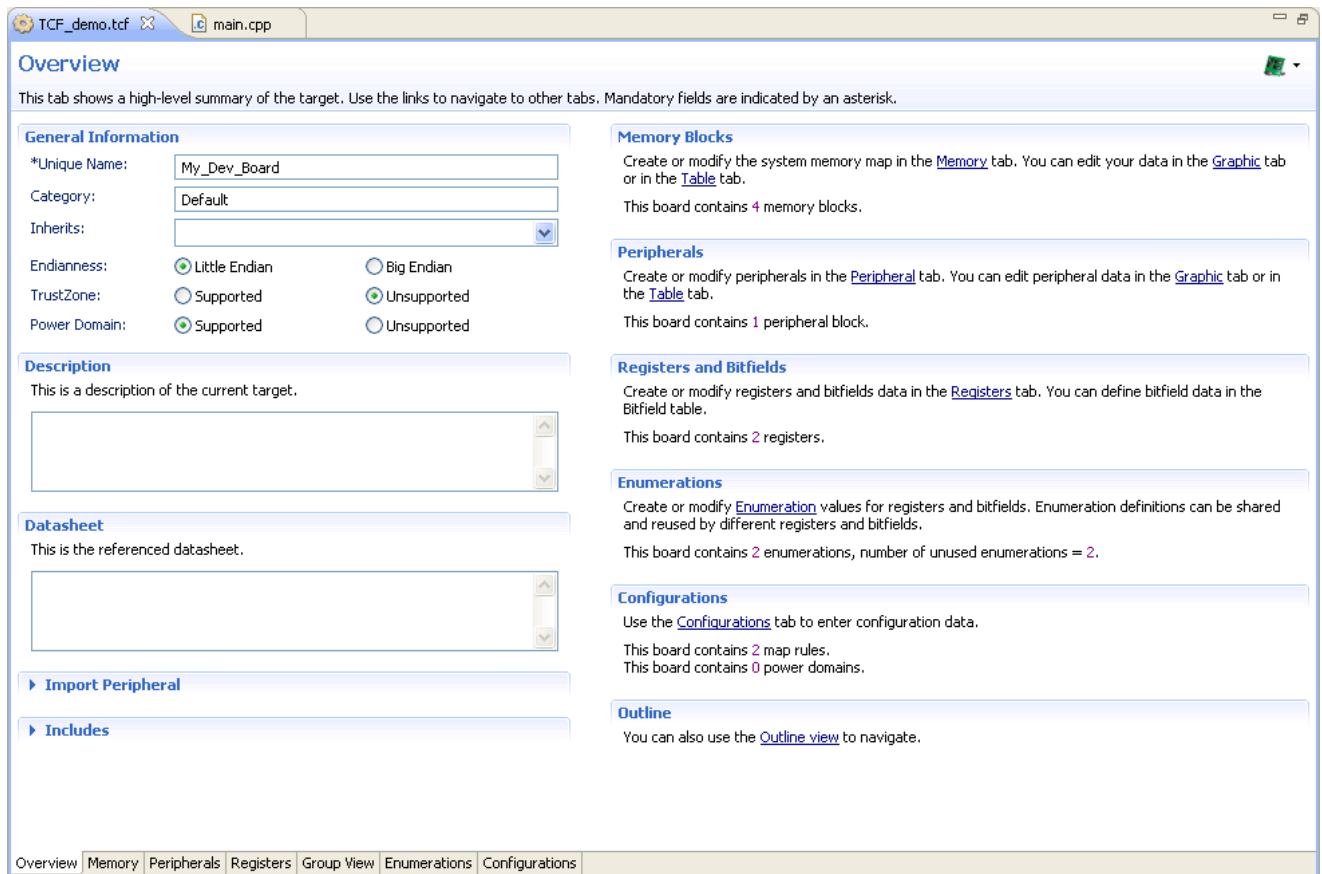 TCF_demo.tcf
main.cpp
Overview
This tab shows a high-level summary of the target. Use the links to navigate to other tabs. Mandatory fields are indicated by an asterisk.
General Information
*Unique Name: My_Dev_Board
Category: Default
Inherits:
Endianness: Little Endian Big Endian
TrustZone: Supported Unsupported
Power Domain: Supported Unsupported
Description
This is a description of the current target.
Datasheet
This is the referenced datasheet.
Import Peripheral
Includes
Memory Blocks
Create or modify the system memory map in the Memory tab. You can edit your data in the Graphic tab
or in the Table tab.
This board contains 4 memory blocks.
Peripherals
Create or modify peripherals in the Peripheral tab. You can edit peripheral data in the Graphic tab or in
the Table tab.
This board contains 1 peripheral block.
Registers and Bitfields
Create or modify registers and bitfields data in the Registers tab. You can define bitfield data in the
Bitfield table.
This board contains 2 registers.
Enumerations
Create or modify Enumeration values for registers and bitfields. Enumeration definitions can be shared
and reused by different registers and bitfields.
This board contains 2 enumerations, number of unused enumerations = 2.
Configurations
Use the Configurations tab to enter configuration data.
This board contains 2 map rules.
This board contains 0 power domains.
Outline
You can also use the Outline view to navigate.
Overview Memory Peripherals Registers Group View Enumerations Configurations